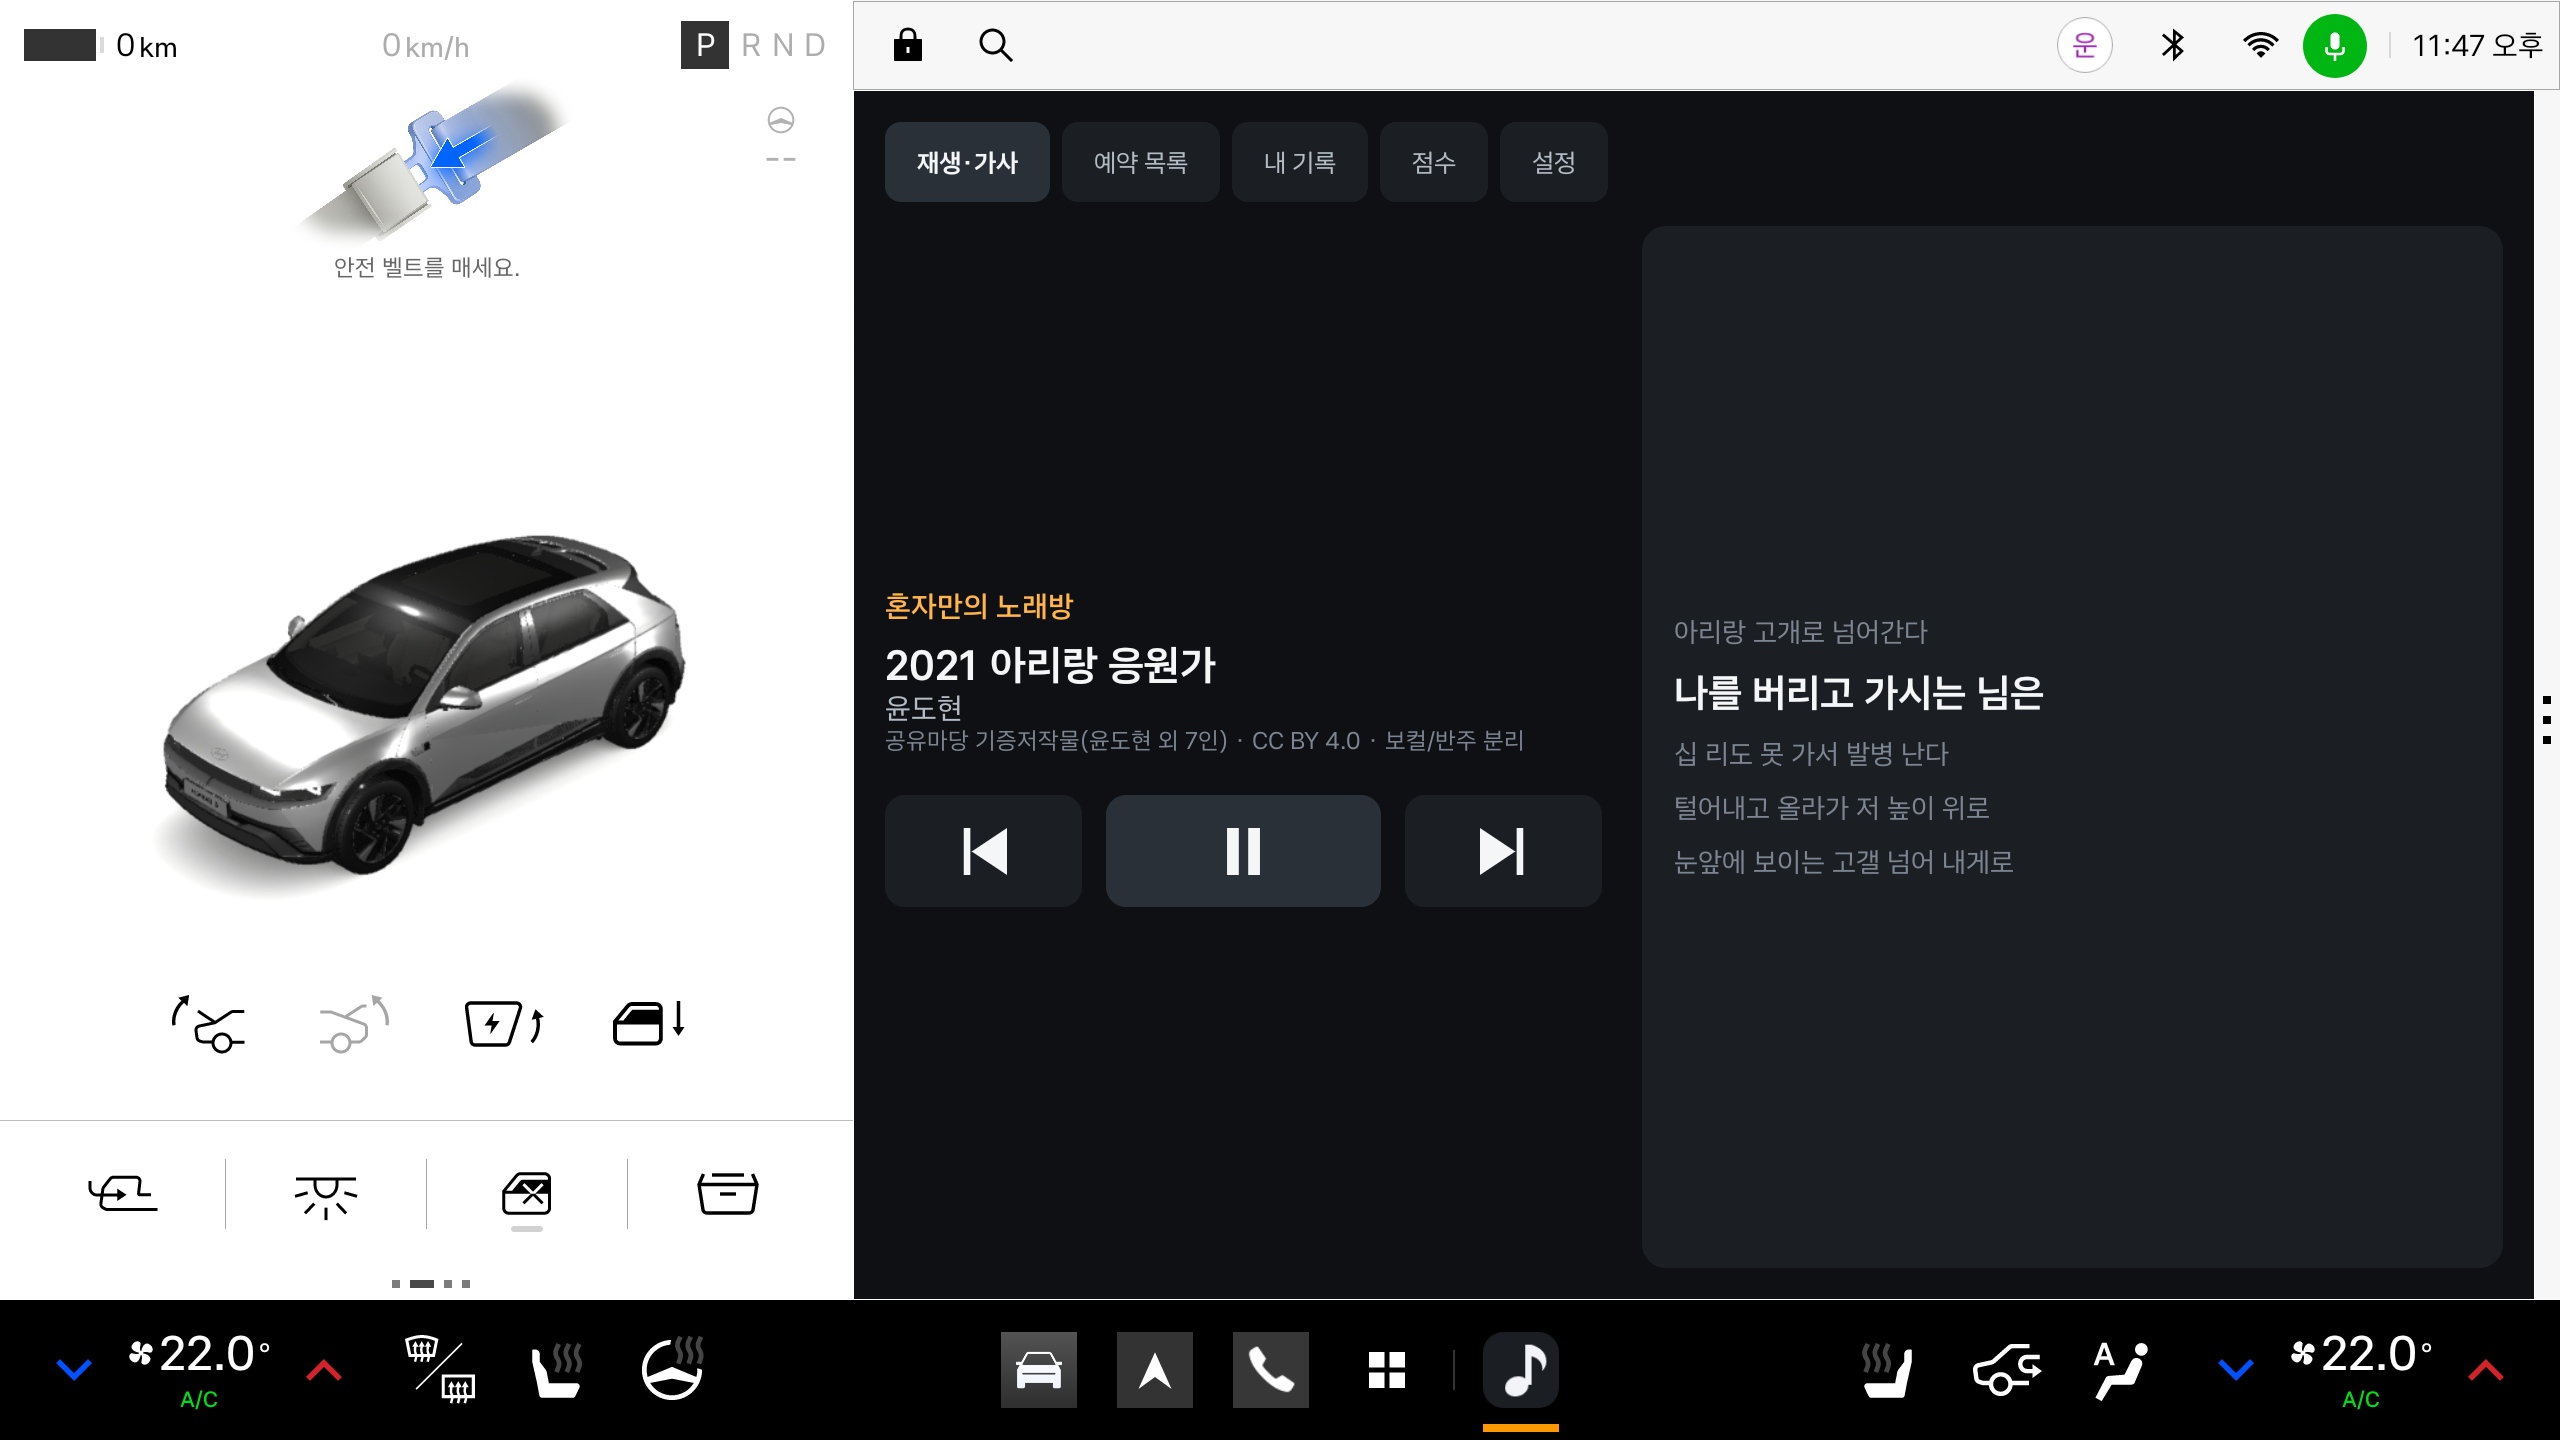 0 km
0 km/h
P R N D
운
11:47 오후
안전 벨트를 매세요.
재생·가사
예약 목록
내 기록
점수
설정
혼자만의 노래방
2021 아리랑 응원가
윤도현
공유마당 기증저작물(윤도현 외 7인) · CC BY 4.0 · 보컬/반주 분리
아리랑 고개로 넘어간다
나를 버리고 가시는 님은
십 리도 못 가서 발병 난다
털어내고 올라가 저 높이 위로
눈앞에 보이는 고갤 넘어 내게로
22.0°
A/C
A
22.0°
A/C